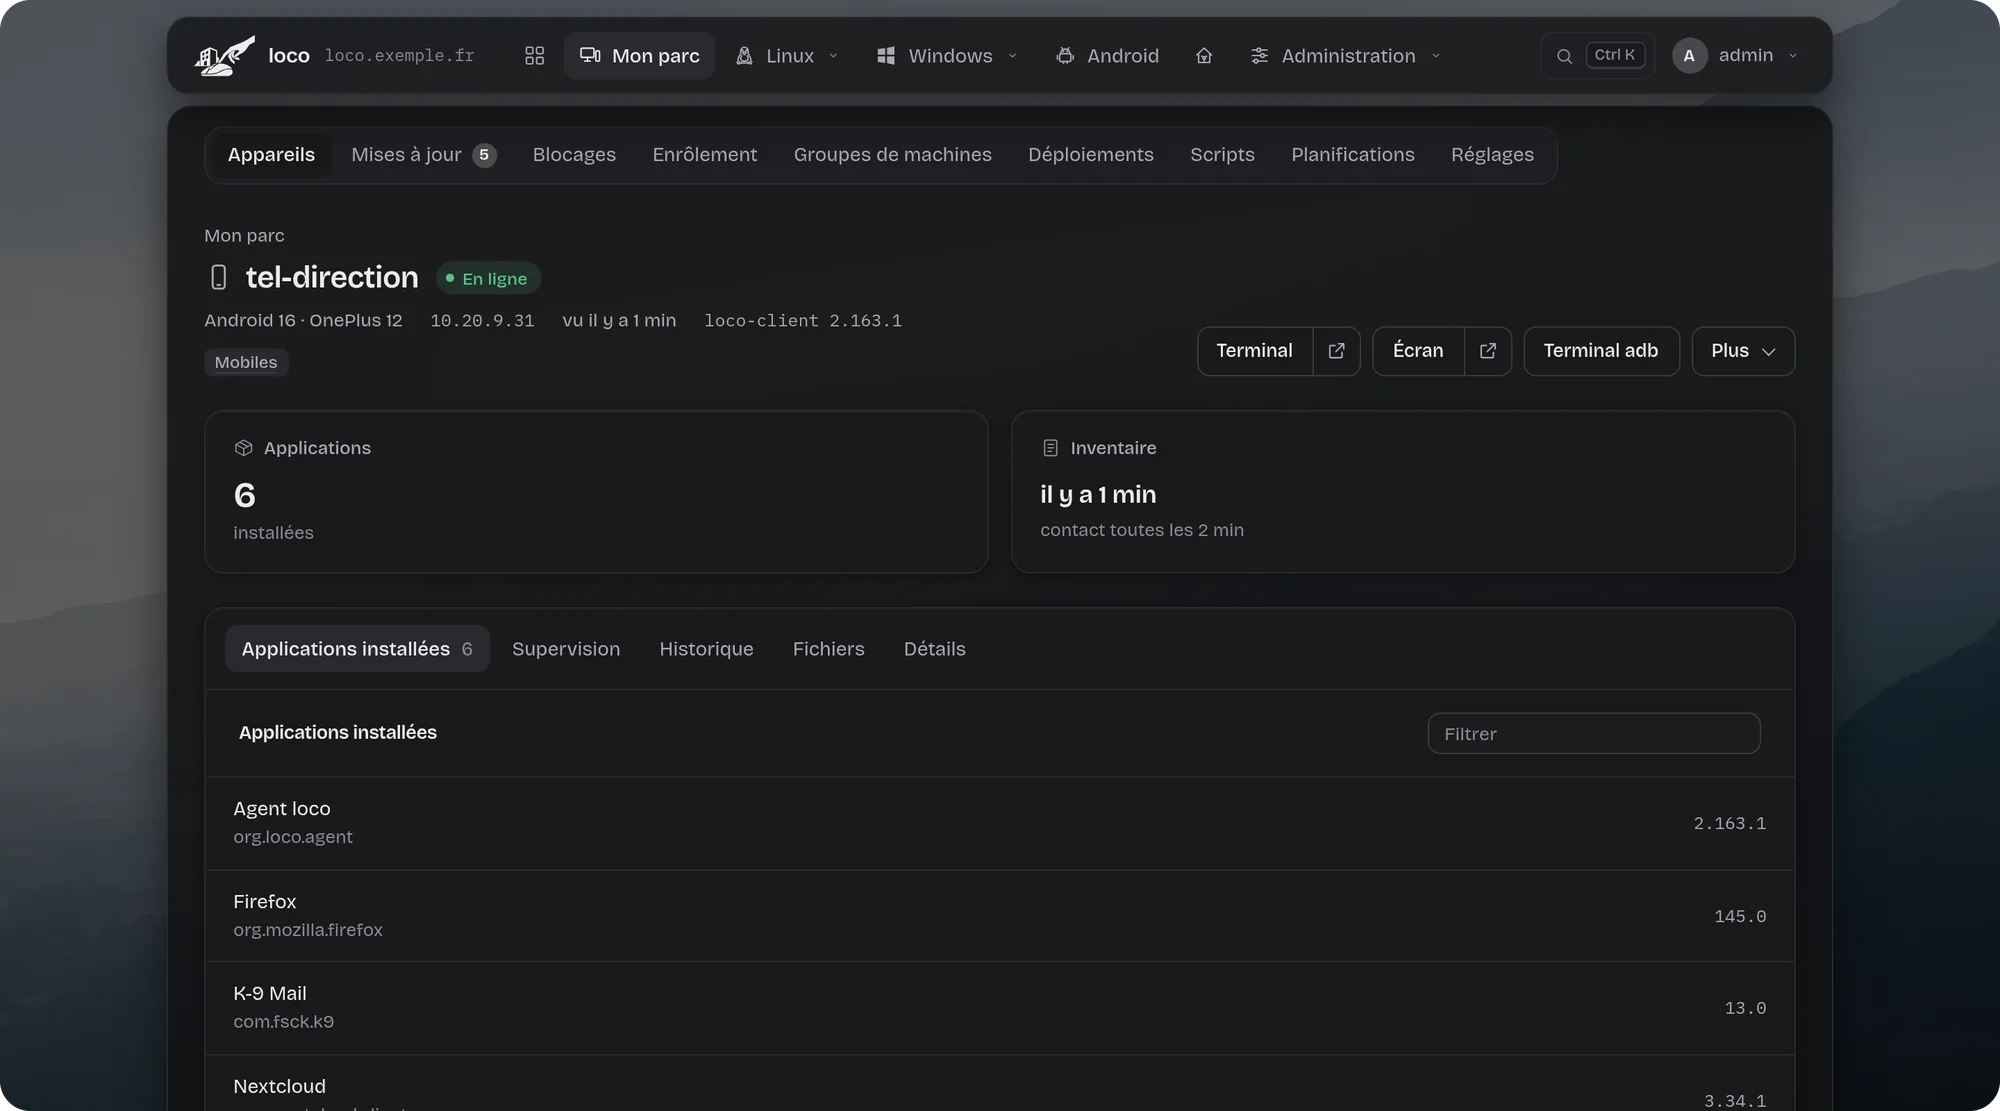 loco loco.exemple.fr Mon parc Linux Windows Android Administration Ctrl K A admin
Appareils Mises à jour 5 Blocages Enrôlement Groupes de machines Déploiements Scripts Planifications Réglages
Mon parc
tel-direction En ligne
Android 16 · OnePlus 12 10.20.9.31 vu il y a 1 min loco-client 2.163.1
Mobiles
Terminal Écran Terminal adb Plus
Applications
6
installées
Inventaire
il y a 1 min
contact toutes les 2 min
Applications installées 6 Supervision Historique Fichiers Détails
Applications installées Filtrer
Agent loco
org.loco.agent
2.163.1
Firefox
org.mozilla.firefox
145.0
K-9 Mail
com.fsck.k9
13.0
Nextcloud
3.34.1